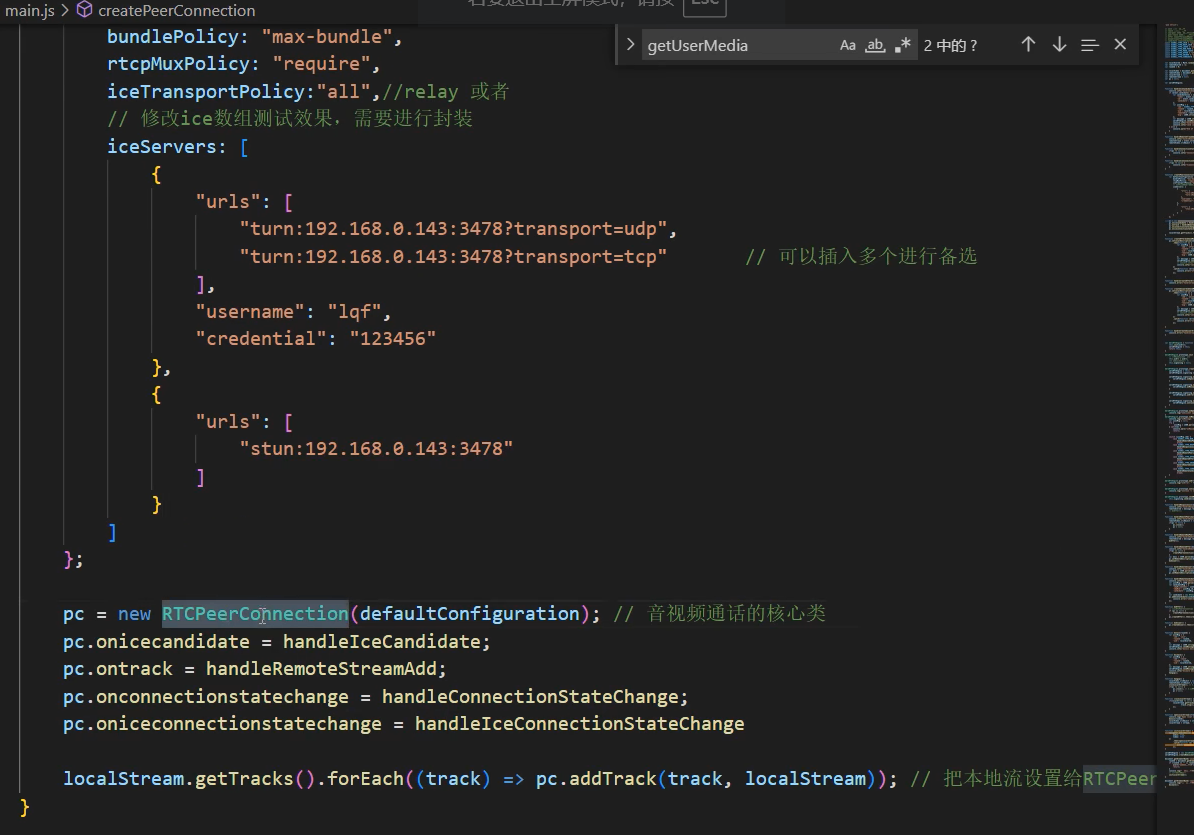 main.js > createPeerConnection
若要退出全屏模式，请按 Esc
getUserMedia Aa ab, .* 2 中的 ?
bundlePolicy: "max-bundle",
rtcpMuxPolicy: "require",
iceTransportPolicy:"all",//relay 或者
// 修改ice数组测试效果，需要进行封装
iceServers: [
{
"urls": [
"turn:192.168.0.143:3478?transport=udp",
"turn:192.168.0.143:3478?transport=tcp" // 可以插入多个进行备选
],
"username": "lqf",
"credential": "123456"
},
{
"urls": [
"stun:192.168.0.143:3478"
]
}
]
};
pc = new RTCPeerConnection(defaultConfiguration); // 音视频通话的核心类
pc.onicecandidate = handleIceCandidate;
pc.ontrack = handleRemoteStreamAdd;
pc.onconnectionstatechange = handleConnectionStateChange;
pc.oniceconnectionstatechange = handleIceConnectionStateChange
localStream.getTracks().forEach((track) => pc.addTrack(track, localStream)); // 把本地流设置给RTCPeer
}